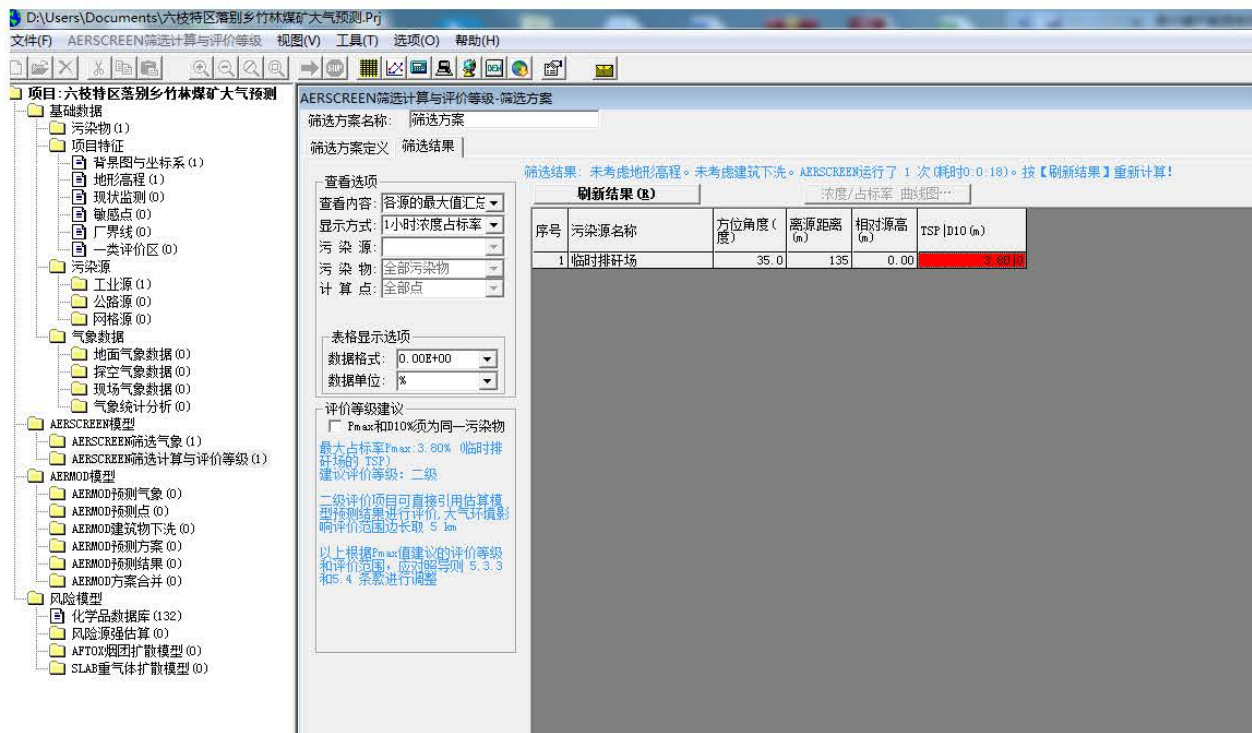 D:\Users\Documents\六枝特区落别乡竹林煤矿大气预测.Prj
文件(F) AERSCREEN筛选计算与评价等级 视图(V) 工具(T) 选项(O) 帮助(H)
STOP
DEM
项目:六枝特区落别乡竹林煤矿大气预测
基础数据
污染物(1)
项目特征
背景图与坐标系(1)
地形高程(1)
现状监测(0)
敏感点(0)
厂界线(0)
一类评价区(0)
污染源
工业源(1)
公路源(0)
网格源(0)
气象数据
地面气象数据(0)
探空气象数据(0)
现场气象数据(0)
气象统计分析(0)
AERSCREEN模型
AERSCREEN筛选气象(1)
AERSCREEN筛选计算与评价等级(1)
AERMOD模型
AERMOD预测气象(0)
AERMOD预测点(0)
AERMOD建筑物下洗(0)
AERMOD预测方案(0)
AERMOD预测结果(0)
AERMOD方案合并(0)
风险模型
化学品数据库(132)
风险源强估算(0)
AFTOX烟团扩散模型(0)
SLAB重气体扩散模型(0)
AERSCREEN筛选计算与评价等级-筛选方案
筛选方案名称: 筛选方案
筛选方案定义 筛选结果
查看选项
查看内容: 各源的最大值汇总
显示方式: 1小时浓度占标率
污 染 源:
污 染 物: 全部污染物
计 算 点: 全部点
表格显示选项
数据格式: 0.00E+00
数据单位: %
评价等级建议
Pmax和D10%须为同一污染物
最大占标率Pmax:3.80% (临时排
矸场的 TSP)
建议评价等级: 二级
二级评价项目可直接引用估算模
型预测结果进行评价,大气环境影
响评价范围边长取 5 km
以上根据Pmax值建议的评价等级
和评价范围, 应对照导则 5.3.3
和5.4 条款进行调整
筛选结果: 未考虑地形高程。未考虑建筑下洗。AERSCREEN运行了 1 次(耗时0:0:18)。按【刷新结果】重新计算!
刷新结果(R) 浓度/占标率 曲线图…
序号 污染源名称 方位角度(度) 离源距离(m) 相对源高(m) TSP|D10(m)
1 临时排矸场 35.0 135 0.00 3.80|0